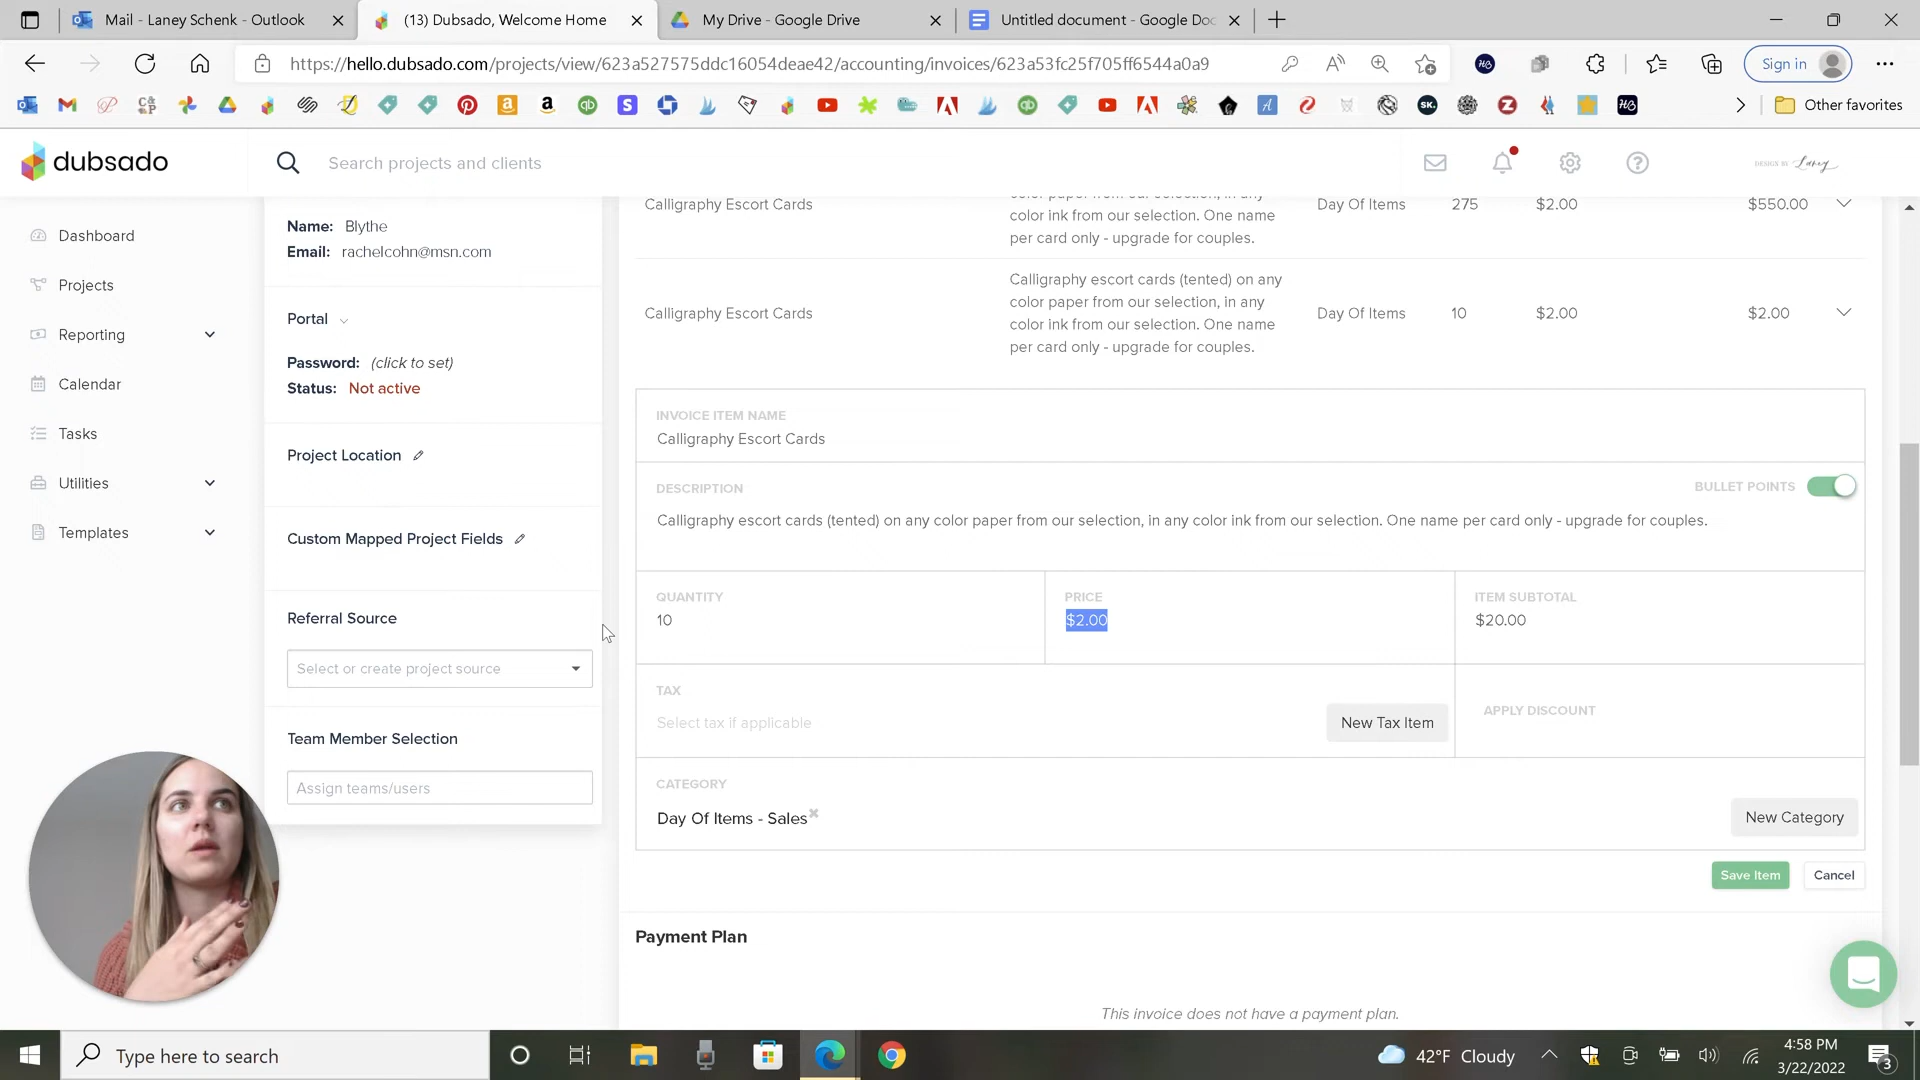 Mail - Laney Schenk - Outlook
(13) Dubsado, Welcome Home
My Drive - Google Drive
Untitled document - Google Doc
https://hello.dubsado.com/projects/view/623a527575ddc16054deae42/accounting/invoices/623a53fc25f705ff6544a0a9
Sign in
Other favorites
dubsado
Search projects and clients
DESIGN BY Laney
Dashboard
Projects
Reporting
Calendar
Tasks
Utilities
Templates
Name: Blythe
Email: rachelcohn@msn.com
Portal
Password: (click to set)
Status: Not active
Project Location
Custom Mapped Project Fields
Referral Source
Select or create project source
Team Member Selection
Assign teams/users
Calligraphy Escort Cards
color paper from our selection, in any
color ink from our selection. One name
per card only - upgrade for couples.
Day Of Items 275 $2.00 $550.00
Calligraphy Escort Cards
Calligraphy escort cards (tented) on any
color paper from our selection, in any
color ink from our selection. One name
per card only - upgrade for couples.
Day Of Items 10 $2.00 $2.00
INVOICE ITEM NAME
Calligraphy Escort Cards
DESCRIPTION
BULLET POINTS
Calligraphy escort cards (tented) on any color paper from our selection, in any color ink from our selection. One name per card only - upgrade for couples.
QUANTITY
10
PRICE
$2.00
ITEM SUBTOTAL
$20.00
TAX
Select tax if applicable
New Tax Item
APPLY DISCOUNT
CATEGORY
Day Of Items - Sales
New Category
Save Item
Cancel
Payment Plan
This invoice does not have a payment plan.
Type here to search
42°F Cloudy
4:58 PM
3/22/2022
3